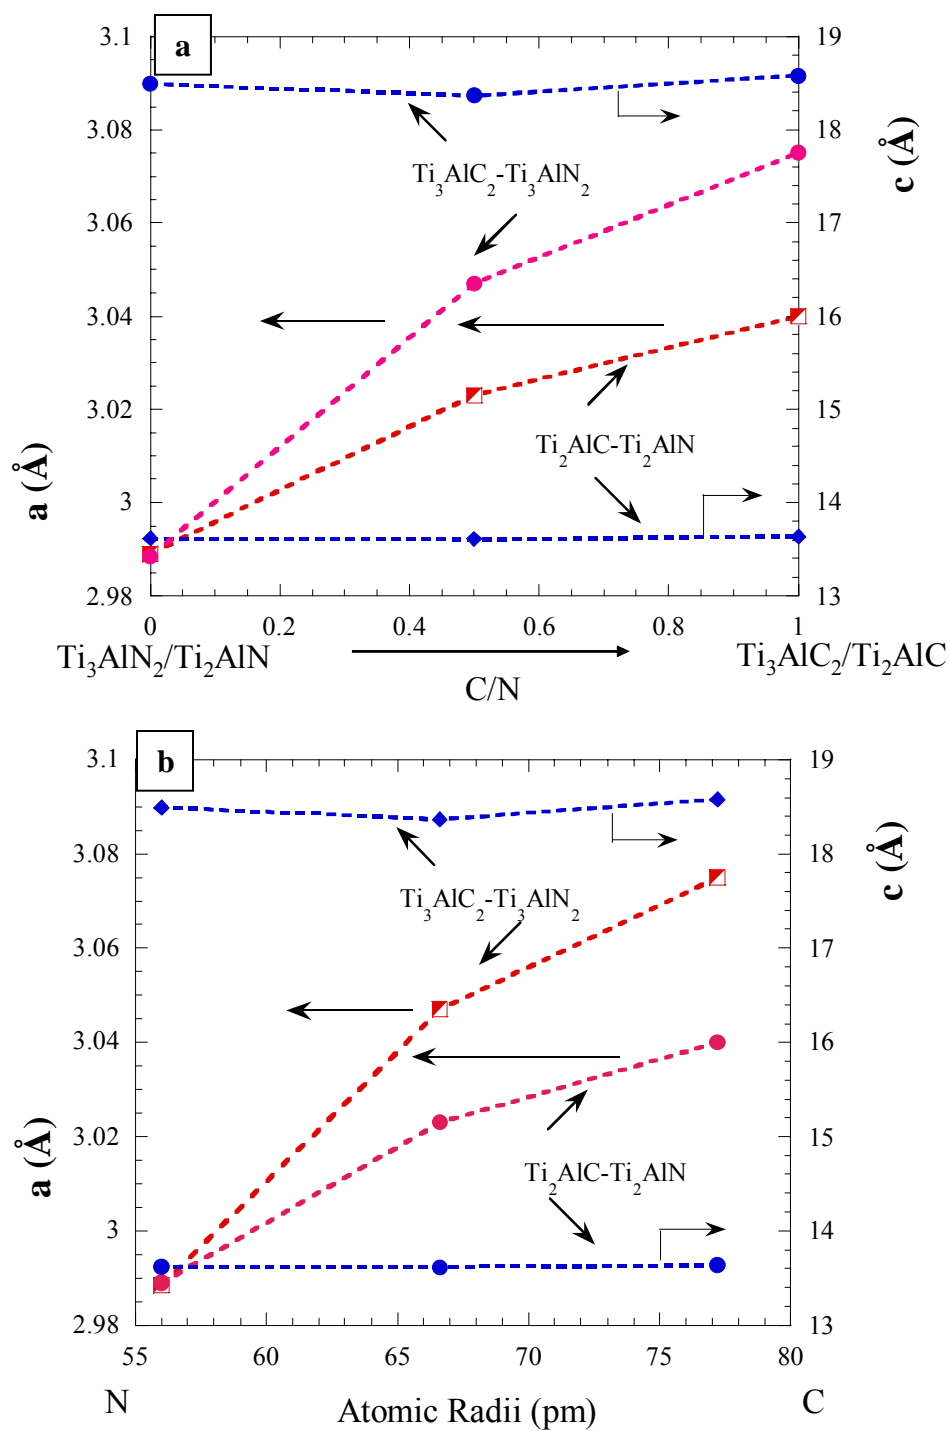 a
3.1
3.08
3.06
3.04
3.02
3
2.98
a (Å)
19
18
17
16
15
14
13
c (Å)
Ti₃AlC₂-Ti₃AlN₂
Ti₂AlC-Ti₂AlN
0 0.2 0.4 0.6 0.8 1
Ti₃AlN₂/Ti₂AlN
Ti₃AlC₂/Ti₂AlC
C/N
b
3.1
3.08
3.06
3.04
3.02
3
2.98
a (Å)
19
18
17
16
15
14
13
c (Å)
Ti₃AlC₂-Ti₃AlN₂
Ti₂AlC-Ti₂AlN
55 60 65 70 75 80
N
Atomic Radii (pm)
C